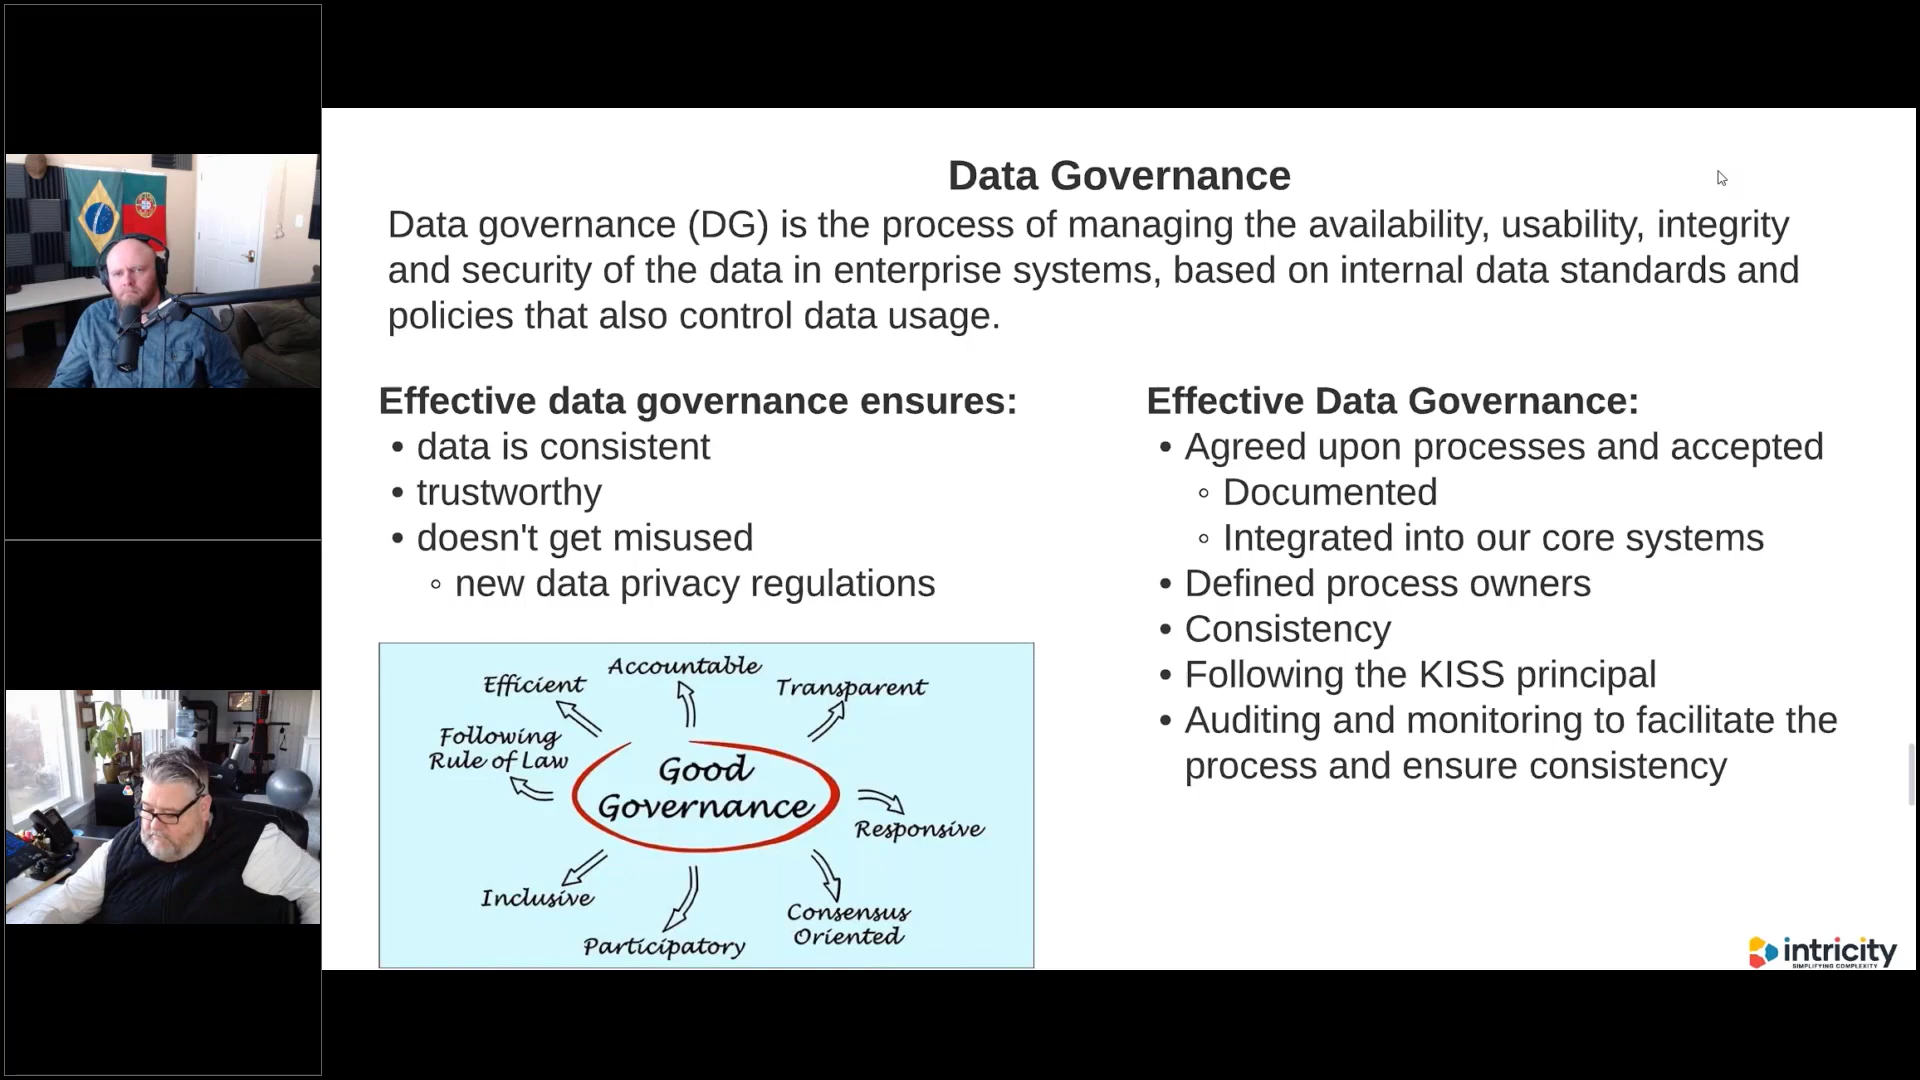 Data Governance
Data governance (DG) is the process of managing the availability, usability, integrity
and security of the data in enterprise systems, based on internal data standards and
policies that also control data usage.
Effective data governance ensures:
• data is consistent
• trustworthy
• doesn't get misused
◦ new data privacy regulations
Effective Data Governance:
• Agreed upon processes and accepted
◦ Documented
◦ Integrated into our core systems
• Defined process owners
• Consistency
• Following the KISS principal
• Auditing and monitoring to facilitate the
process and ensure consistency
Accountable
Efficient
Transparent
Following
Rule of Law
Good
Governance
Responsive
Inclusive
Consensus
Oriented
Participatory
intricity
SIMPLIFYING COMPLEXITY